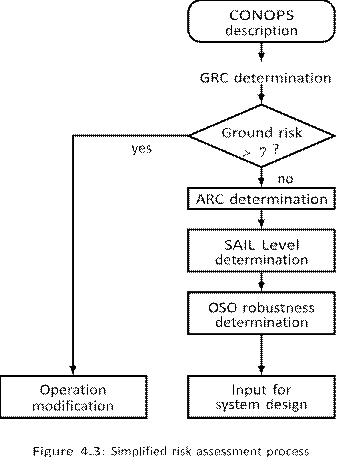 CONOPS
description
GRC determination
Ground risk
> 7 ?
yes
no
ARC determination
SAIL Level
determination
OSO robustness
determination
Operation
modification
Input for
system design
Figure 4.3: Simplified risk assessment process